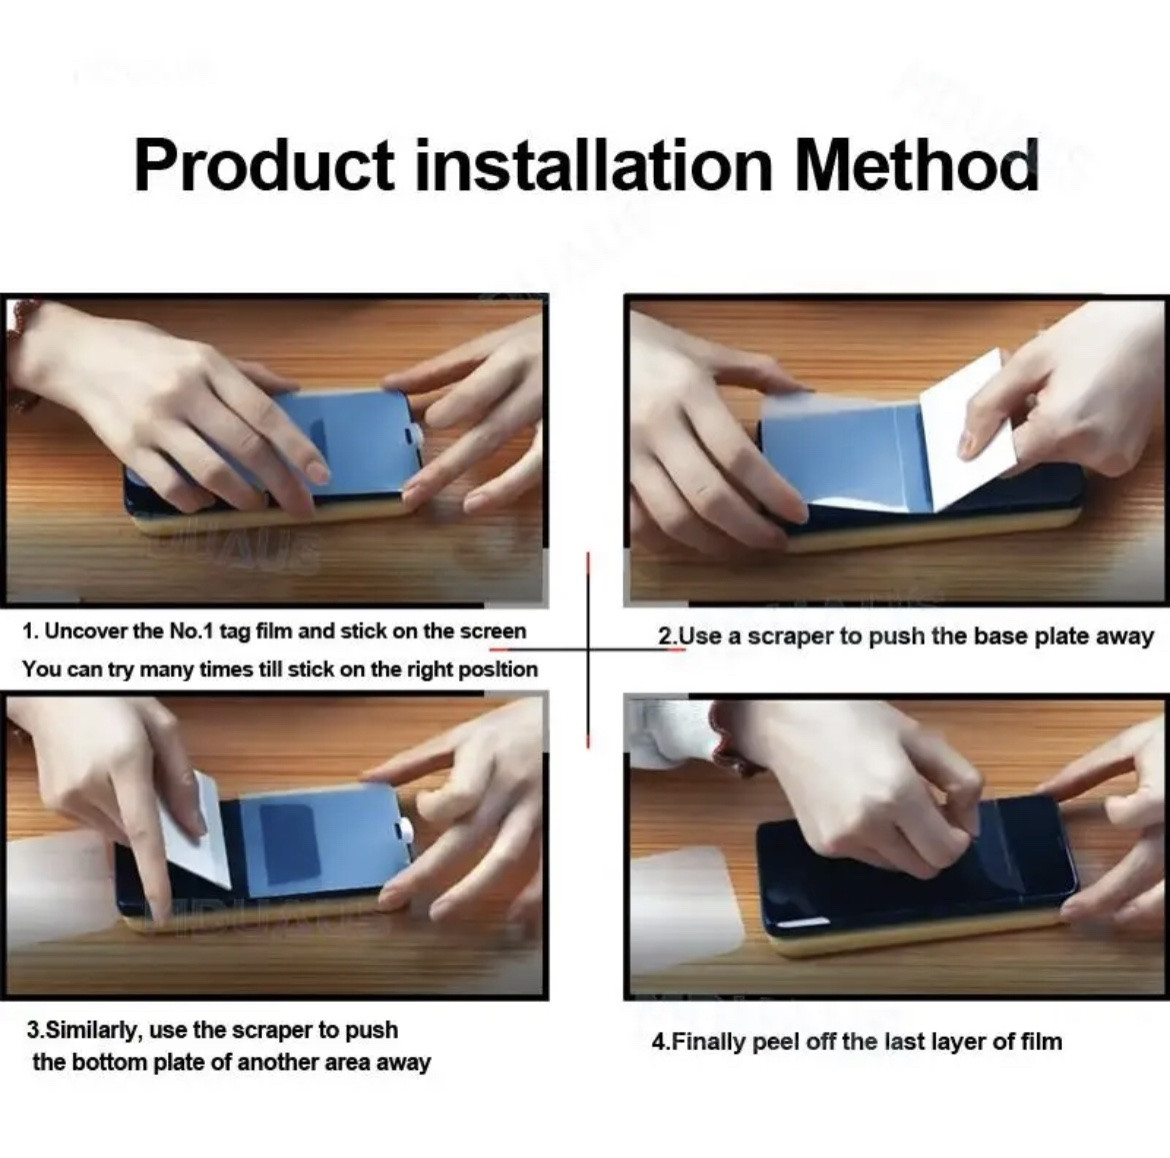 Product installation Method
1. Uncover the No.1 tag film and stick on the screen
You can try many times till stick on the right position
2.Use a scraper to push the base plate away
3.Similarly, use the scraper to push
the bottom plate of another area away
4.Finally peel off the last layer of film
MDUAUS
MDUAUS
MDUAUS